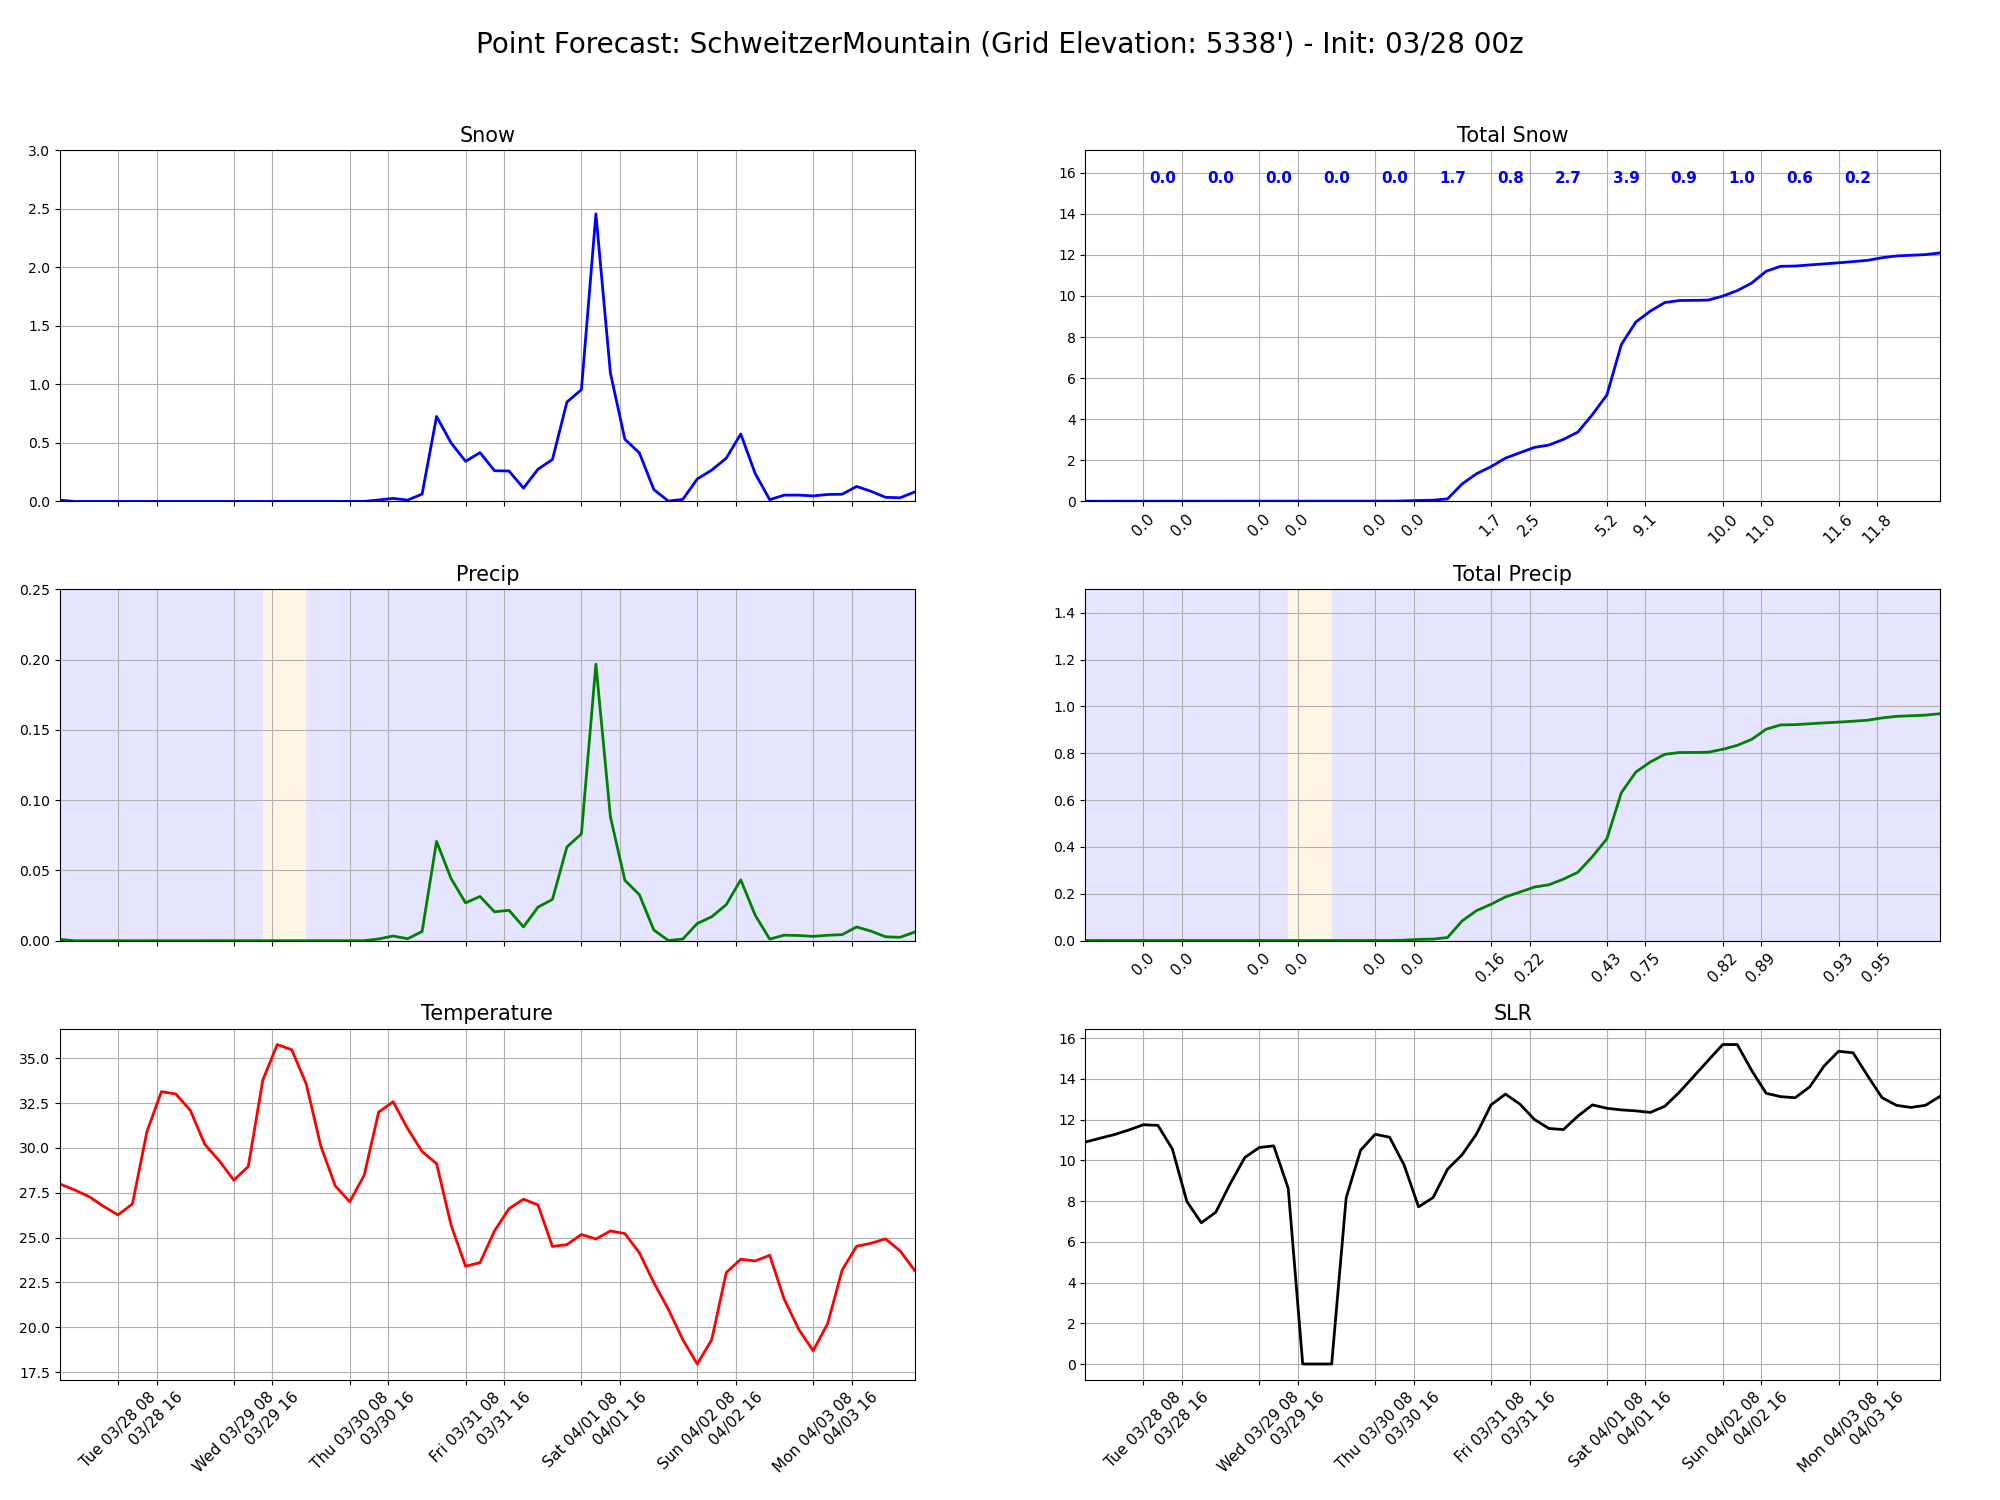 Point Forecast: SchweitzerMountain (Grid Elevation: 5338') - Init: 03/28 00z
Snow
3.0
2.5
2.0
1.5
1.0
0.5
0.0
Total Snow
16
14
12
10
8
6
4
2
0
0.0 0.0 0.0 0.0 0.0 1.7 0.8 2.7 3.9 0.9 1.0 0.6 0.2
0.0 0.0 0.0 0.0 0.0 0.0 1.7 2.5 5.2 9.1 10.0 11.0 11.6 11.8
Precip
0.25
0.20
0.15
0.10
0.05
0.00
Total Precip
1.4
1.2
1.0
0.8
0.6
0.4
0.2
0.0
0.0 0.0 0.0 0.0 0.0 0.0 0.16 0.22 0.43 0.75 0.82 0.89 0.93 0.95
Temperature
35.0
32.5
30.0
27.5
25.0
22.5
20.0
17.5
Tue 03/28 08
03/28 16
Wed 03/29 08
03/29 16
Thu 03/30 08
03/30 16
Fri 03/31 08
03/31 16
Sat 04/01 08
04/01 16
Sun 04/02 08
04/02 16
Mon 04/03 08
04/03 16
SLR
16
14
12
10
8
6
4
2
0
Tue 03/28 08
03/28 16
Wed 03/29 08
03/29 16
Thu 03/30 08
03/30 16
Fri 03/31 08
03/31 16
Sat 04/01 08
04/01 16
Sun 04/02 08
04/02 16
Mon 04/03 08
04/03 16